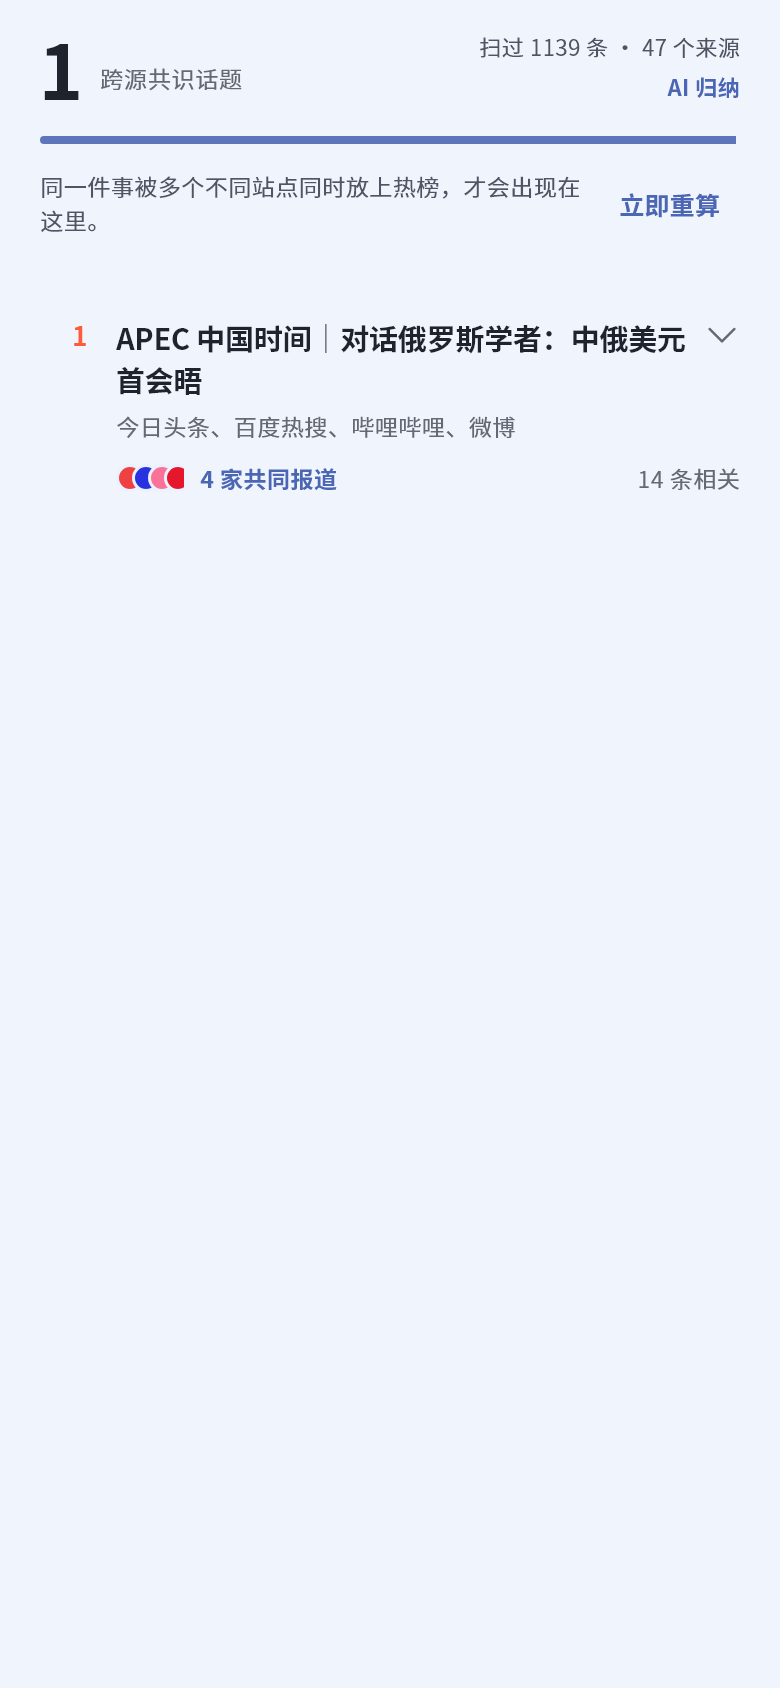 1 跨源共识话题
扫过 1139 条 · 47 个来源
AI 归纳
同一件事被多个不同站点同时放上热榜，才会出现在
这里。
立即重算
1 APEC 中国时间｜对话俄罗斯学者：中俄美元
首会晤
今日头条、百度热搜、哔哩哔哩、微博
4 家共同报道 14 条相关